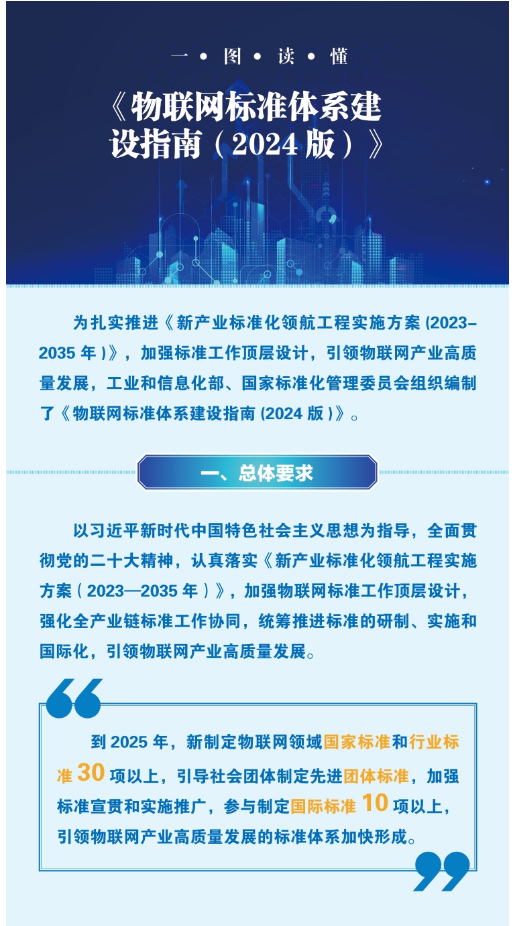 一·图·读·懂
《物联网标准体系建
设指南（2024 版）》
为扎实推进《新产业标准化领航工程实施方案(2023-
2035 年)》，加强标准工作顶层设计，引领物联网产业高质
量发展，工业和信息化部、国家标准化管理委员会组织编制
了《物联网标准体系建设指南(2024 版)》。
一、总体要求
以习近平新时代中国特色社会主义思想为指导，全面贯
彻党的二十大精神，认真落实《新产业标准化领航工程实施
方案（2023—2035 年）》，加强物联网标准工作顶层设计，
强化全产业链标准工作协同，统筹推进标准的研制、实施和
国际化，引领物联网产业高质量发展。
到 2025 年，新制定物联网领域国家标准和行业标
准 30 项以上，引导社会团体制定先进团体标准，加强
标准宣贯和实施推广，参与制定国际标准 10 项以上，
引领物联网产业高质量发展的标准体系加快形成。